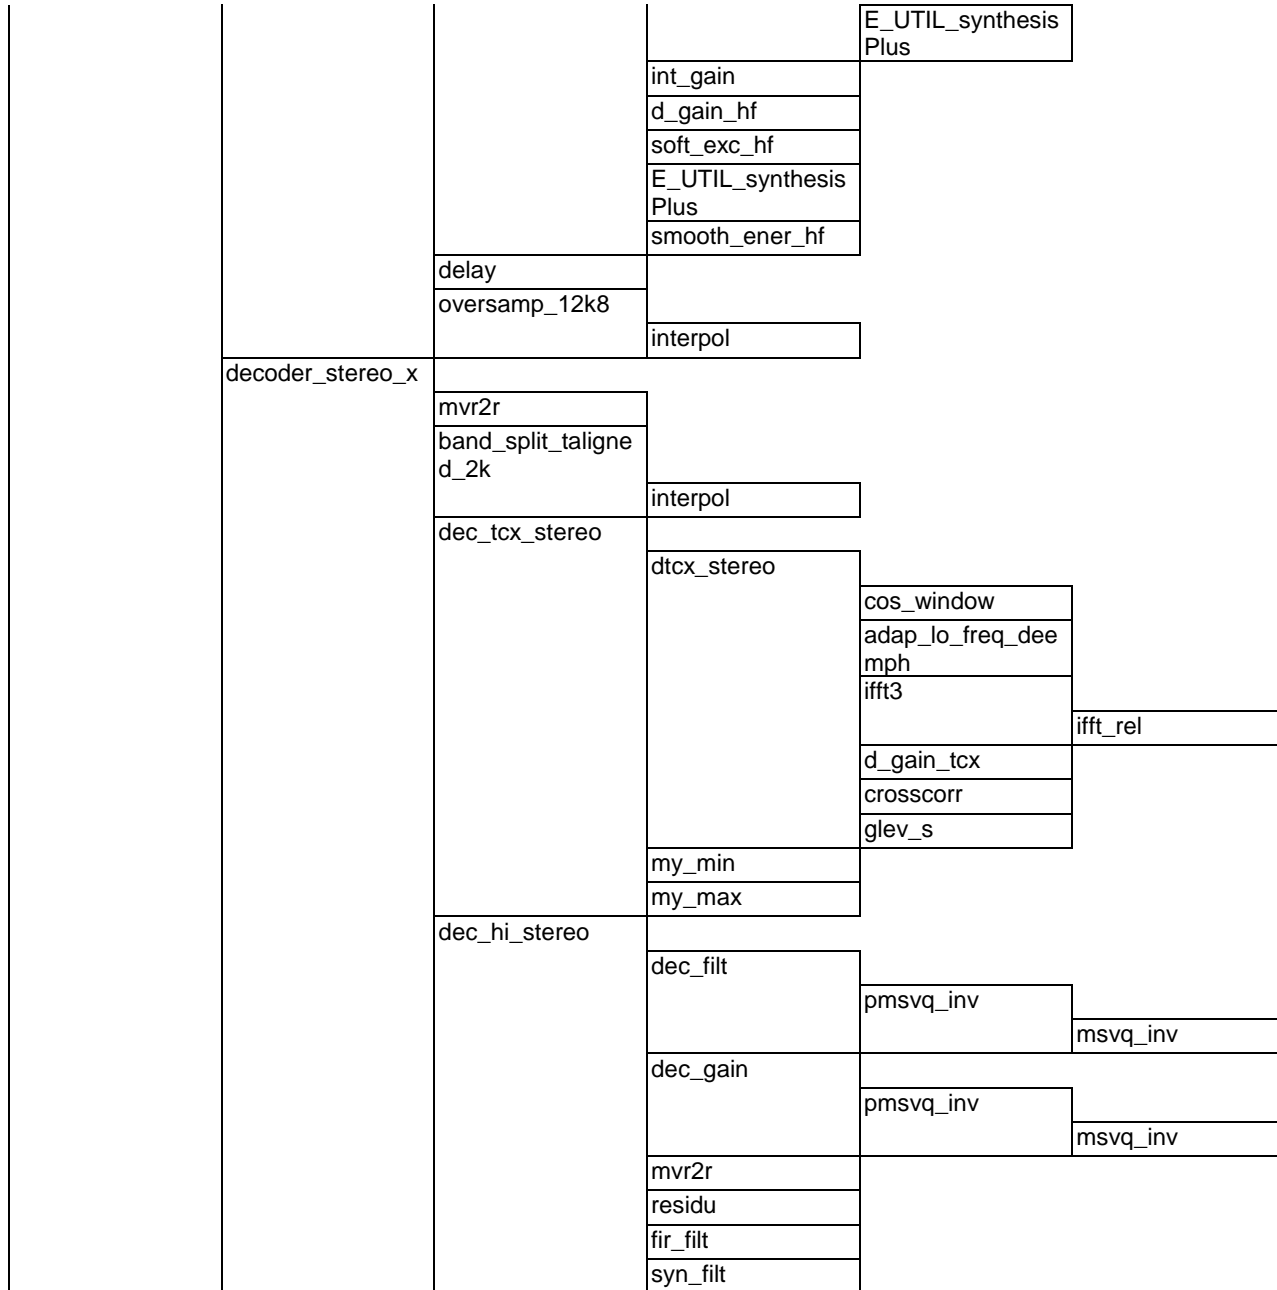 E_UTIL_synthesis
Plus
int_gain
d_gain_hf
soft_exc_hf
E_UTIL_synthesis
Plus
smooth_ener_hf
delay
oversamp_12k8
interpol
decoder_stereo_x
mvr2r
band_split_taligne
d_2k
interpol
dec_tcx_stereo
dtcx_stereo
cos_window
adap_lo_freq_dee
mph
ifft3
ifft_rel
d_gain_tcx
crosscorr
glev_s
my_min
my_max
dec_hi_stereo
dec_filt
pmsvq_inv
msvq_inv
dec_gain
pmsvq_inv
msvq_inv
mvr2r
residu
fir_filt
syn_filt